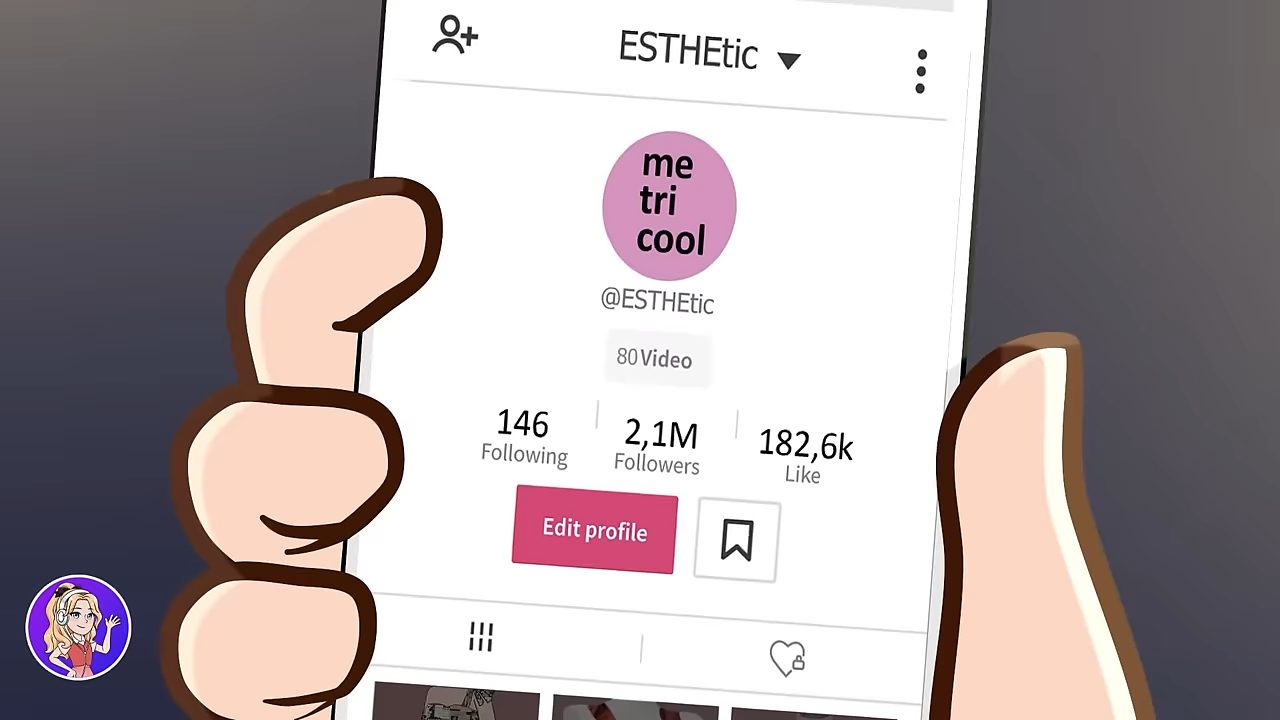 ESTHEtic
me
tri
cool
@ESTHEtic
80 Video
146
Following
2,1M
Followers
182,6k
Like
Edit profile